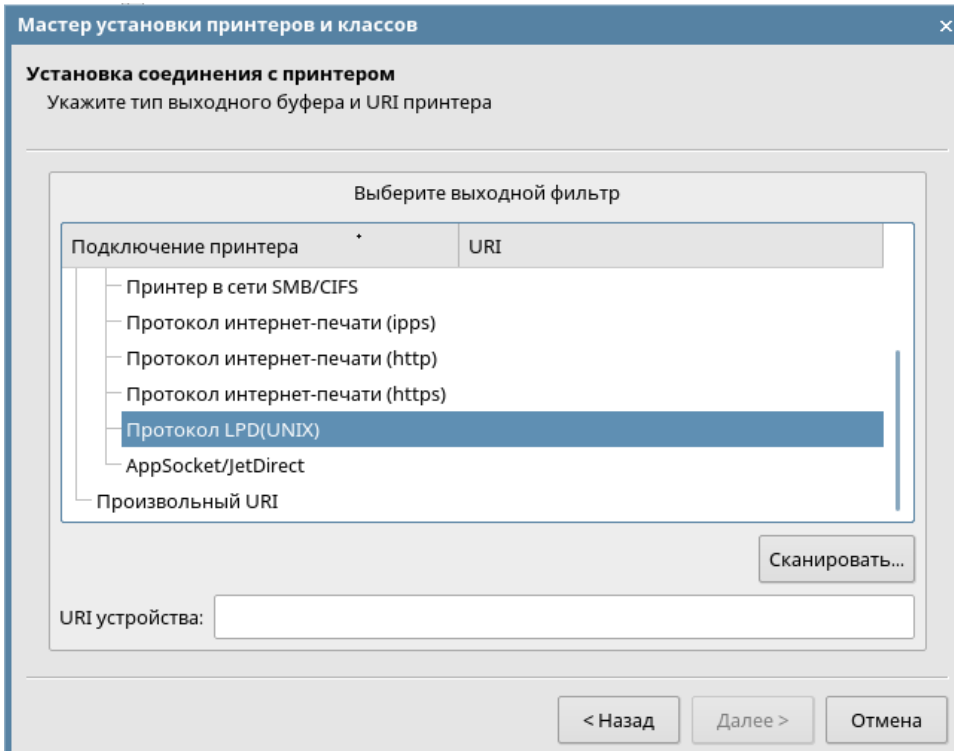 Мастер установки принтеров и классов
Установка соединения с принтером
Укажите тип выходного буфера и URI принтера
Выберите выходной фильтр
Подключение принтера URI
Принтер в сети SMB/CIFS
Протокол интернет-печати (ipps)
Протокол интернет-печати (http)
Протокол интернет-печати (https)
Протокол LPD(UNIX)
AppSocket/JetDirect
Произвольный URI
Сканировать...
URI устройства:
< Назад Далее > Отмена